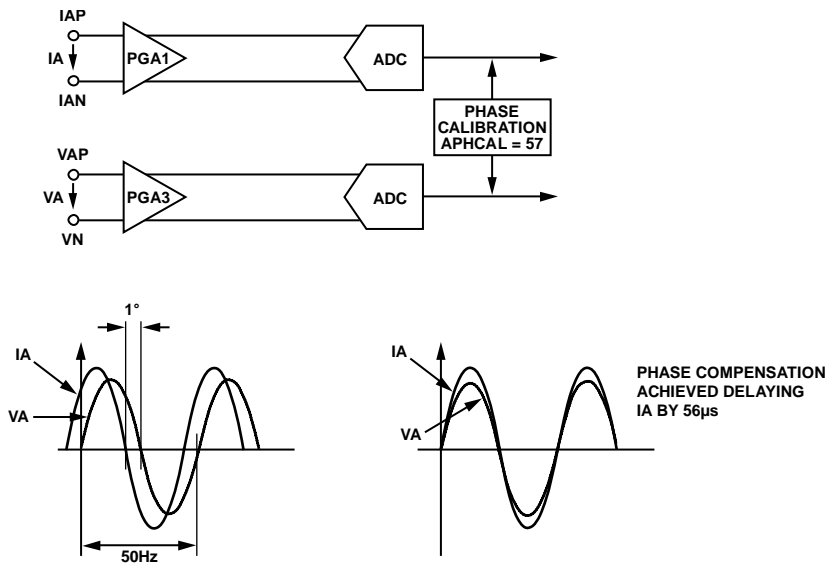 IAP
IA
PGA1
ADC
IAN
PHASE
CALIBRATION
APHCAL = 57
VAP
VA
PGA3
ADC
VN
1°
IA
VA
50Hz
IA
VA
PHASE COMPENSATION
ACHIEVED DELAYING
IA BY 56µs